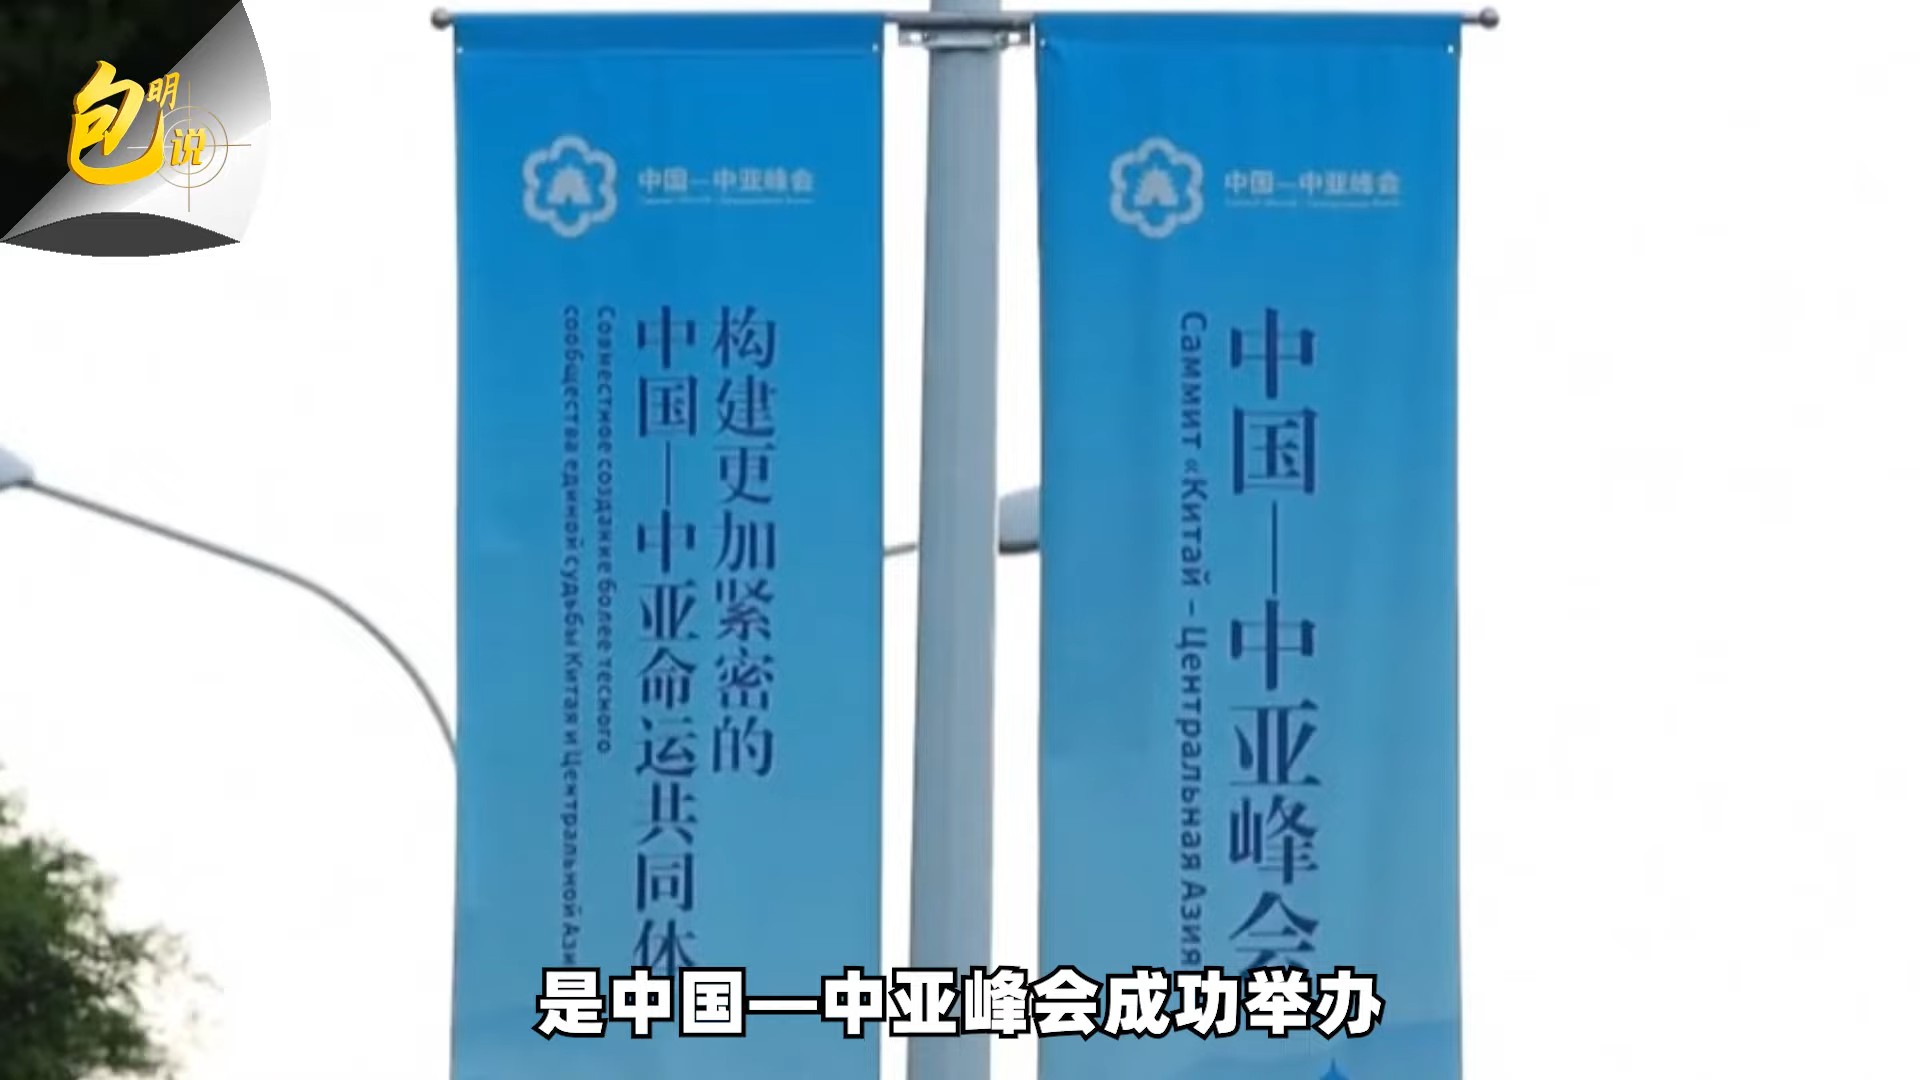 包明说
中国—中亚峰会
构建更加紧密的
中国—中亚命运共同体
Совместное создание более тесного
сообщества единой судьбы Китая и Центральной Ази
中国—中亚峰会
中国—中亚峰会
Саммит «Китай – Центральная Азия
是中国—中亚峰会成功举办